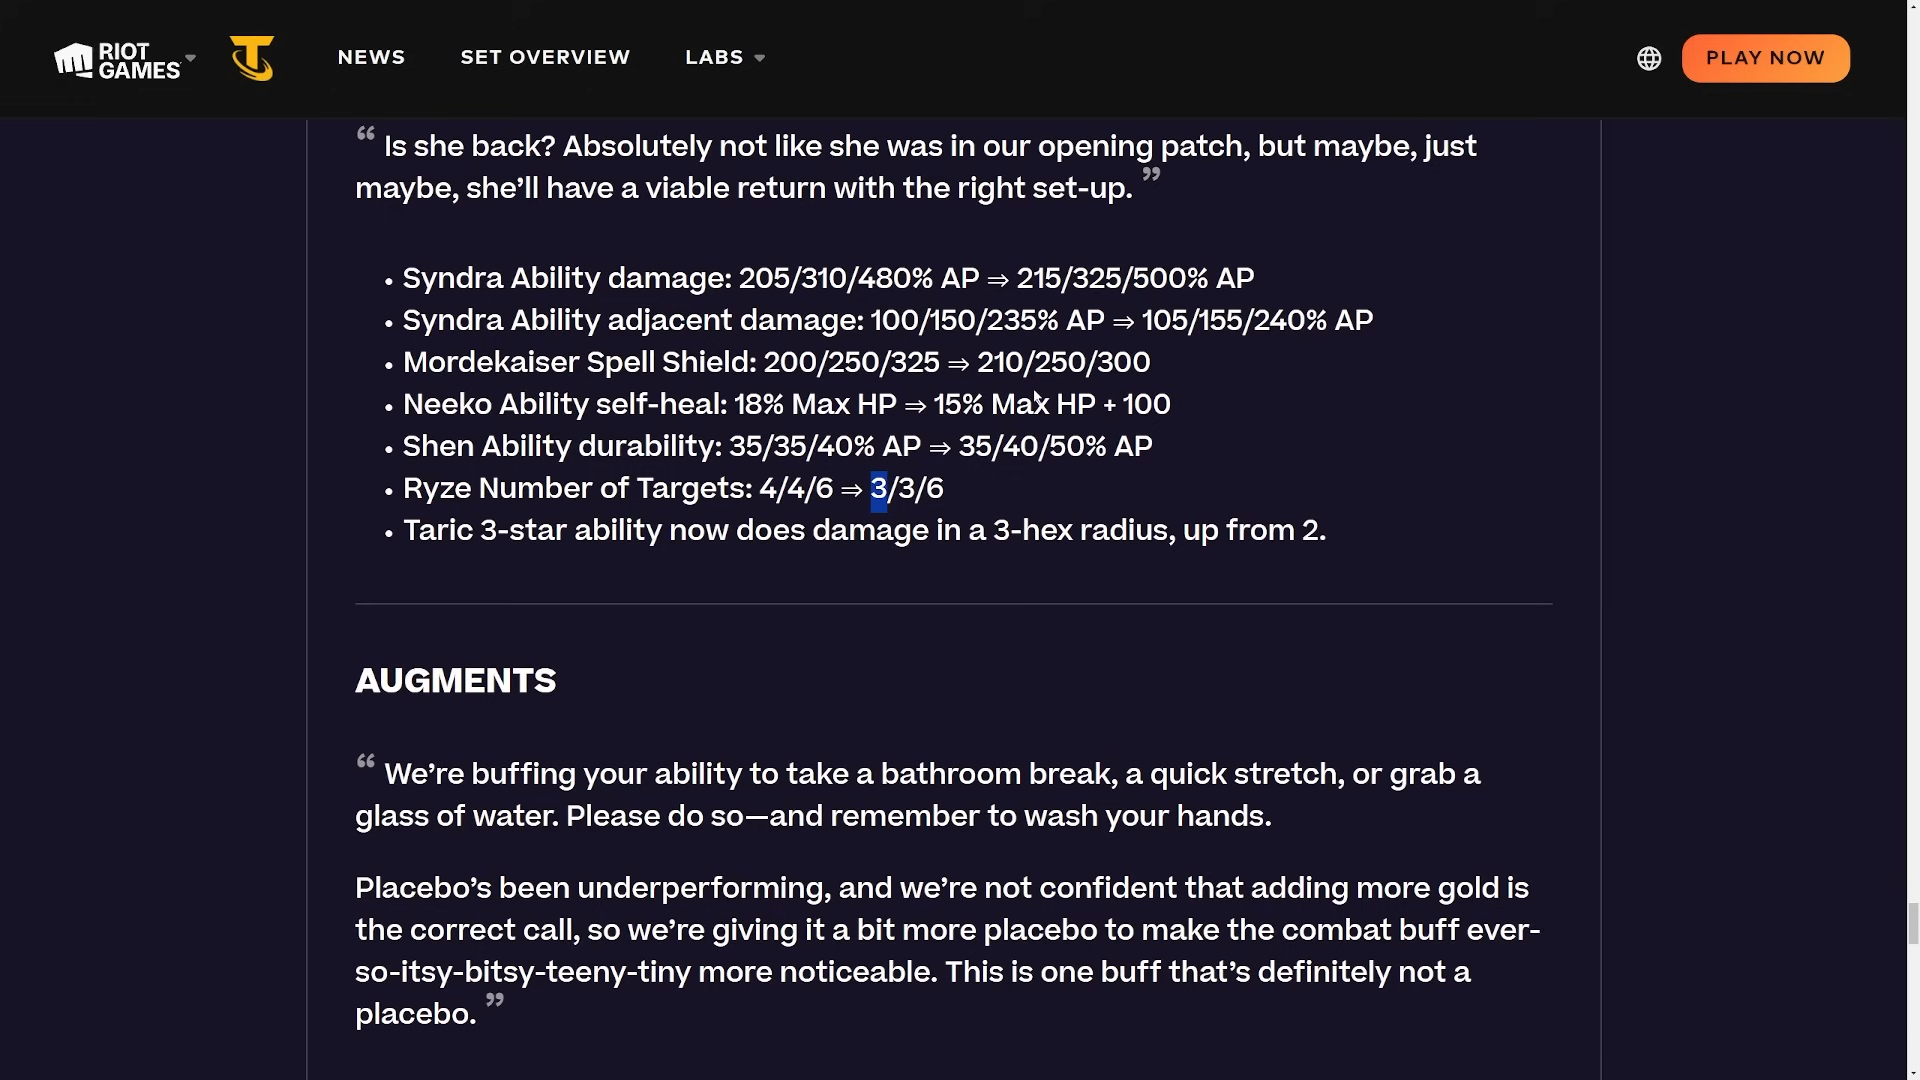 RIOT GAMES
NEWS
SET OVERVIEW
LABS
PLAY NOW
“ Is she back? Absolutely not like she was in our opening patch, but maybe, just
maybe, she’ll have a viable return with the right set-up. ”
• Syndra Ability damage: 205/310/480% AP ⇒ 215/325/500% AP
• Syndra Ability adjacent damage: 100/150/235% AP ⇒ 105/155/240% AP
• Mordekaiser Spell Shield: 200/250/325 ⇒ 210/250/300
• Neeko Ability self-heal: 18% Max HP ⇒ 15% Max HP + 100
• Shen Ability durability: 35/35/40% AP ⇒ 35/40/50% AP
• Ryze Number of Targets: 4/4/6 ⇒ 3/3/6
• Taric 3-star ability now does damage in a 3-hex radius, up from 2.
AUGMENTS
“ We’re buffing your ability to take a bathroom break, a quick stretch, or grab a
glass of water. Please do so—and remember to wash your hands.
Placebo’s been underperforming, and we’re not confident that adding more gold is
the correct call, so we’re giving it a bit more placebo to make the combat buff ever-
so-itsy-bitsy-teeny-tiny more noticeable. This is one buff that’s definitely not a
placebo. ”